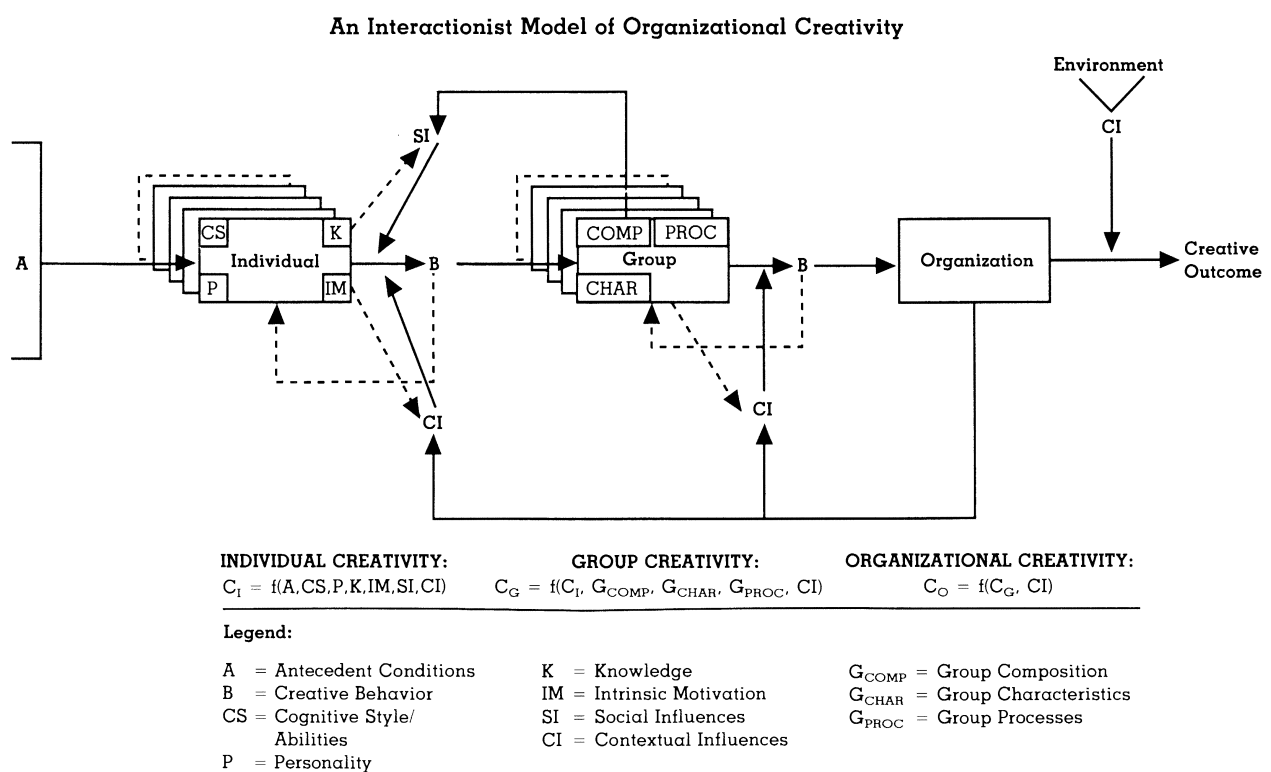 An Interactionist Model of Organizational Creativity
Environment
CI
SI
A
CS
K
Individual
P
IM
B
COMP
PROC
Group
CHAR
B
Organization
Creative
Outcome
CI
CI
INDIVIDUAL CREATIVITY:
C_I = f(A,CS,P,K,IM,SI,CI)
GROUP CREATIVITY:
C_G = f(C_I, G_COMP, G_CHAR, G_PROC, CI)
ORGANIZATIONAL CREATIVITY:
C_O = f(C_G, CI)
Legend:
A = Antecedent Conditions
B = Creative Behavior
CS = Cognitive Style/
Abilities
P = Personality
K = Knowledge
IM = Intrinsic Motivation
SI = Social Influences
CI = Contextual Influences
G_COMP = Group Composition
G_CHAR = Group Characteristics
G_PROC = Group Processes